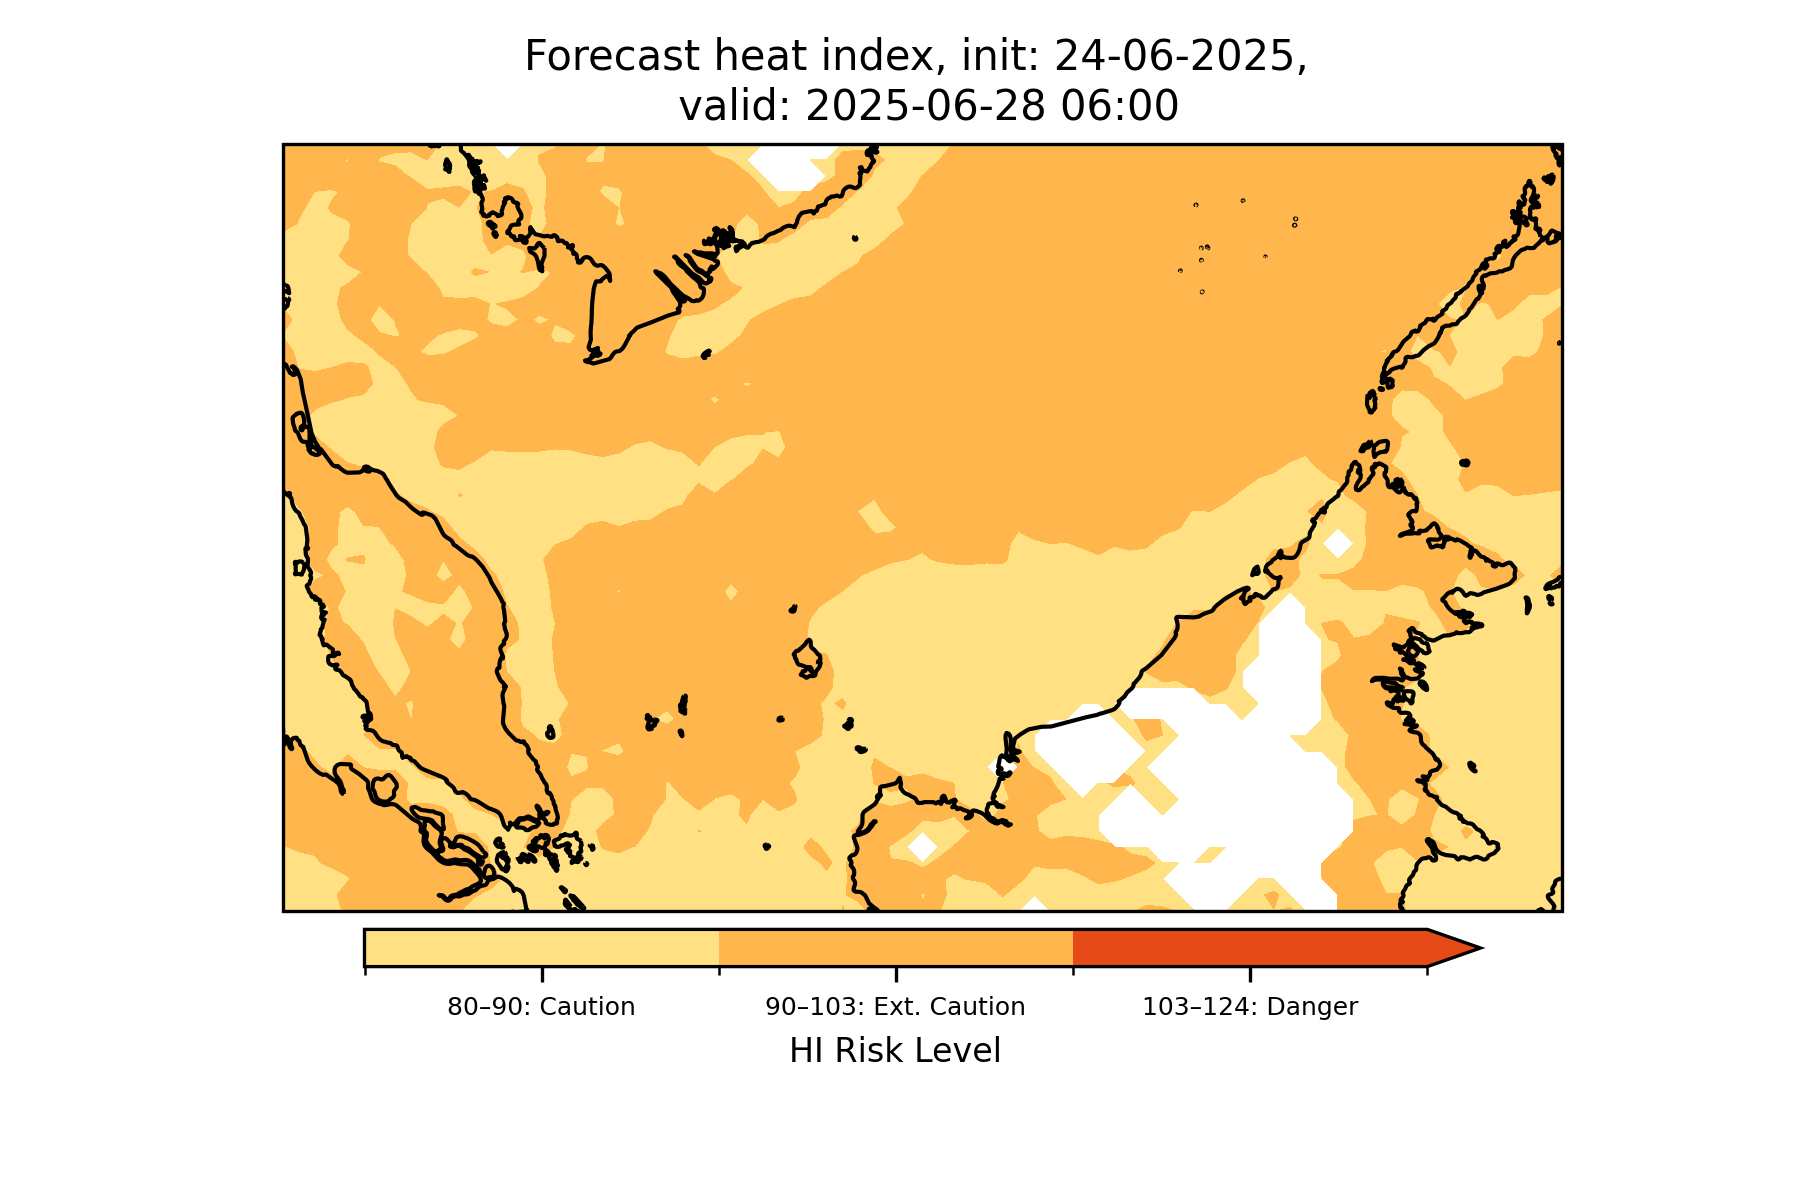 Forecast heat index, init: 24-06-2025,
valid: 2025-06-28 06:00
80–90: Caution
90–103: Ext. Caution
103–124: Danger
HI Risk Level